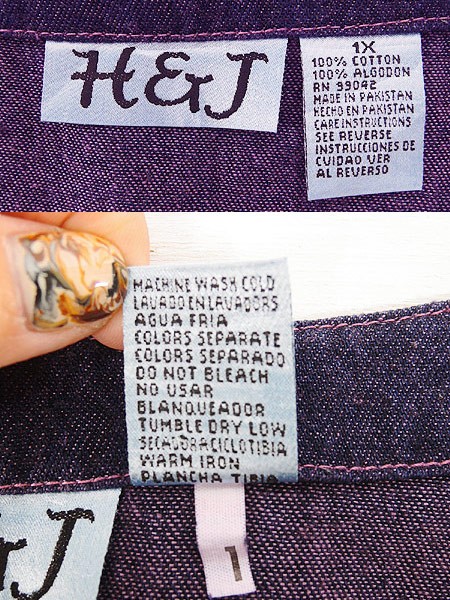 H&J
1X
100% COTTON
100% ALGODON
RN 99042
MADE IN PAKISTAN
HECHO EN PAKISTAN
CARE INSTRUCTIONS
SEE REVERSE
INSTRUCCIONES DE
CUIDAO VER
AL REVERSO
MACHINE WASH COLD
LAVADO EN LAVADORS
AGUA FRIA
COLORS SEPARATE
COLORS SEPARADO
DO NOT BLEACH
NO USAR
BLANQUEADOR
TUMBLE DRY LOW
SECADORA CICLO TIBIA
WARM IRON
PLANCHA TIBIA
&J
1